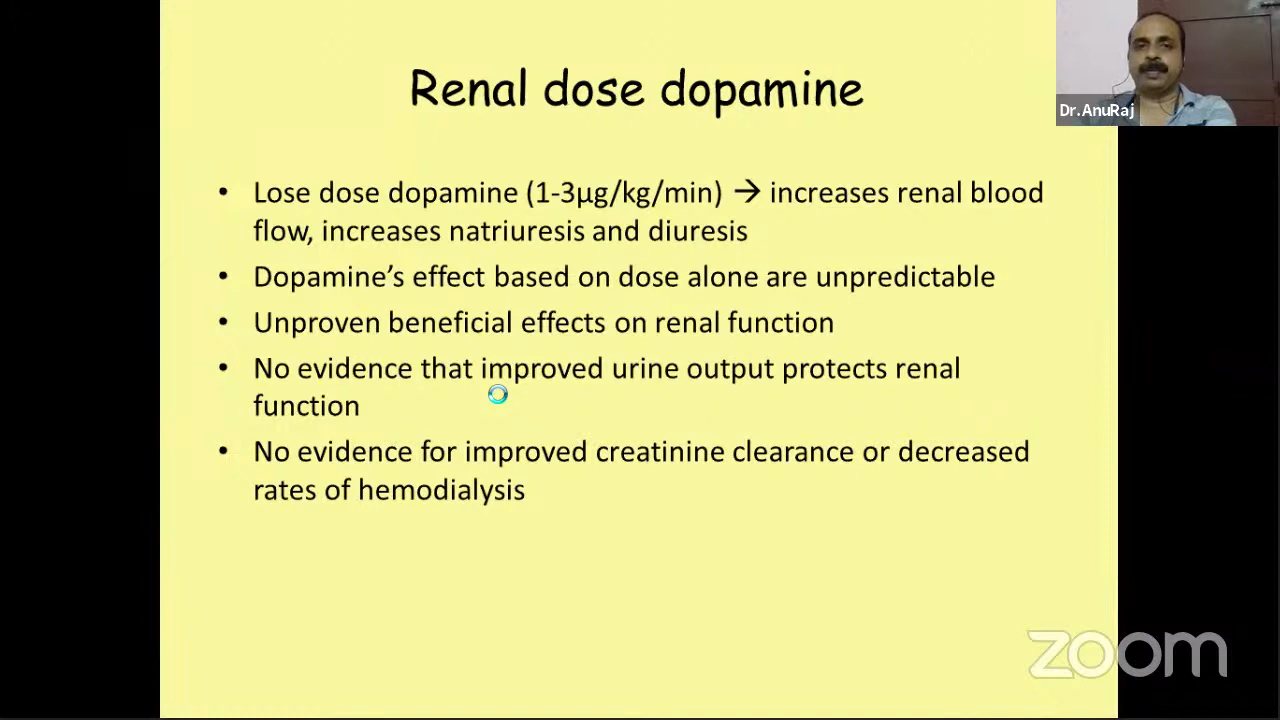 Renal dose dopamine
Dr.AnuRaj
• Lose dose dopamine (1-3µg/kg/min) → increases renal blood
flow, increases natriuresis and diuresis
• Dopamine’s effect based on dose alone are unpredictable
• Unproven beneficial effects on renal function
• No evidence that improved urine output protects renal
function
• No evidence for improved creatinine clearance or decreased
rates of hemodialysis
zoom